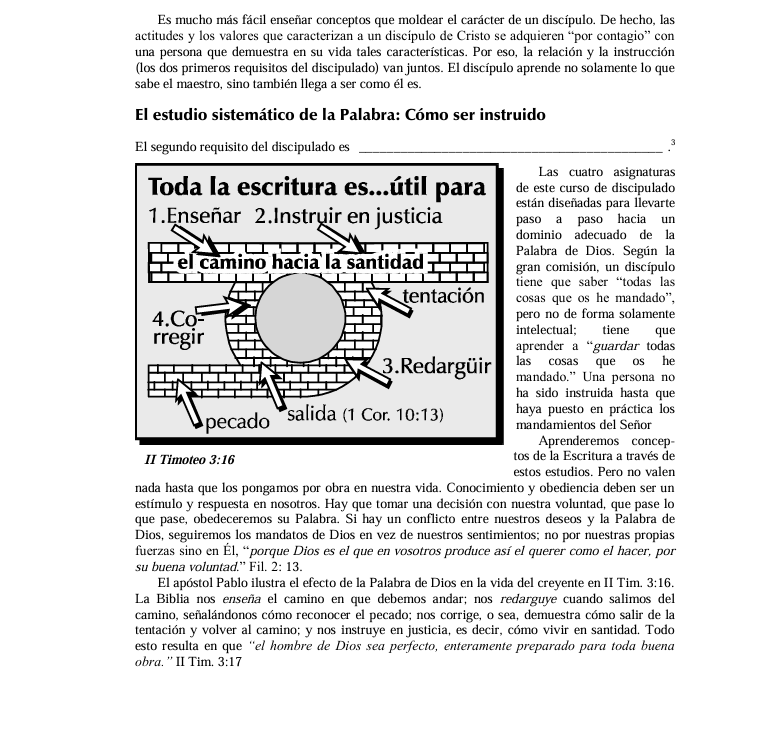 Es mucho más fácil enseñar conceptos que moldear el carácter de un discípulo. De hecho, las
actitudes y los valores que caracterizan a un discípulo de Cristo se adquieren “por contagio” con
una persona que demuestra en su vida tales características. Por eso, la relación y la instrucción
(los dos primeros requisitos del discipulado) van juntos. El discípulo aprende no solamente lo que
sabe el maestro, sino también llega a ser como él es.
El estudio sistemático de la Palabra: Cómo ser instruido
El segundo requisito del discipulado es ______________________________________________ .3
Toda la escritura es...útil para
1.Enseñar 2.Instruir en justicia
el camino hacia la santidad
tentación
4.Co-
rregir
3.Redargüir
salida (1 Cor. 10:13)
pecado
II Timoteo 3:16
Las cuatro asignaturas
de este curso de discipulado
están diseñadas para llevarte
paso a paso hacia un
dominio adecuado de la
Palabra de Dios. Según la
gran comisión, un discípulo
tiene que saber “todas las
cosas que os he mandado”,
pero no de forma solamente
intelectual; tiene que
aprender a “guardar todas
las cosas que os he
mandado.” Una persona no
ha sido instruida hasta que
haya puesto en práctica los
mandamientos del Señor
Aprenderemos concep-
tos de la Escritura a través de
estos estudios. Pero no valen
nada hasta que los pongamos por obra en nuestra vida. Conocimiento y obediencia deben ser un
estímulo y respuesta en nosotros. Hay que tomar una decisión con nuestra voluntad, que pase lo
que pase, obedeceremos su Palabra. Si hay un conflicto entre nuestros deseos y la Palabra de
Dios, seguiremos los mandatos de Dios en vez de nuestros sentimientos; no por nuestras propias
fuerzas sino en Él, “porque Dios es el que en vosotros produce así el querer como el hacer, por
su buena voluntad.” Fil. 2: 13.
El apóstol Pablo ilustra el efecto de la Palabra de Dios en la vida del creyente en II Tim. 3:16.
La Biblia nos enseña el camino en que debemos andar; nos redarguye cuando salimos del
camino, señalándonos cómo reconocer el pecado; nos corrige, o sea, demuestra cómo salir de la
tentación y volver al camino; y nos instruye en justicia, es decir, cómo vivir en santidad. Todo
esto resulta en que “el hombre de Dios sea perfecto, enteramente preparado para toda buena
obra.” II Tim. 3:17